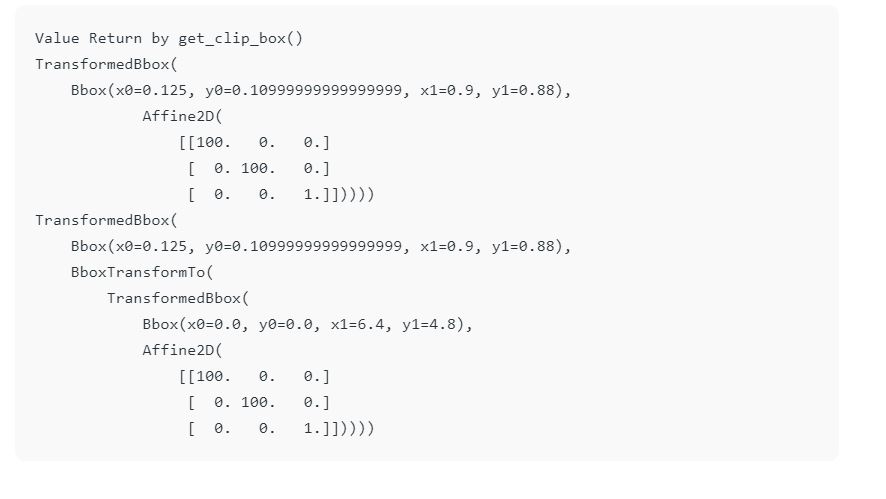 Value Return by get_clip_box()
TransformedBbox(
    Bbox(x0=0.125, y0=0.10999999999999999, x1=0.9, y1=0.88),
            Affine2D(
                [[100.   0.   0.]
                 [  0. 100.   0.]
                 [  0.   0.   1.]])))))
TransformedBbox(
    Bbox(x0=0.125, y0=0.10999999999999999, x1=0.9, y1=0.88),
    BboxTransformTo(
        TransformedBbox(
            Bbox(x0=0.0, y0=0.0, x1=6.4, y1=4.8),
            Affine2D(
                [[100.   0.   0.]
                 [  0. 100.   0.]
                 [  0.   0.   1.]])))))